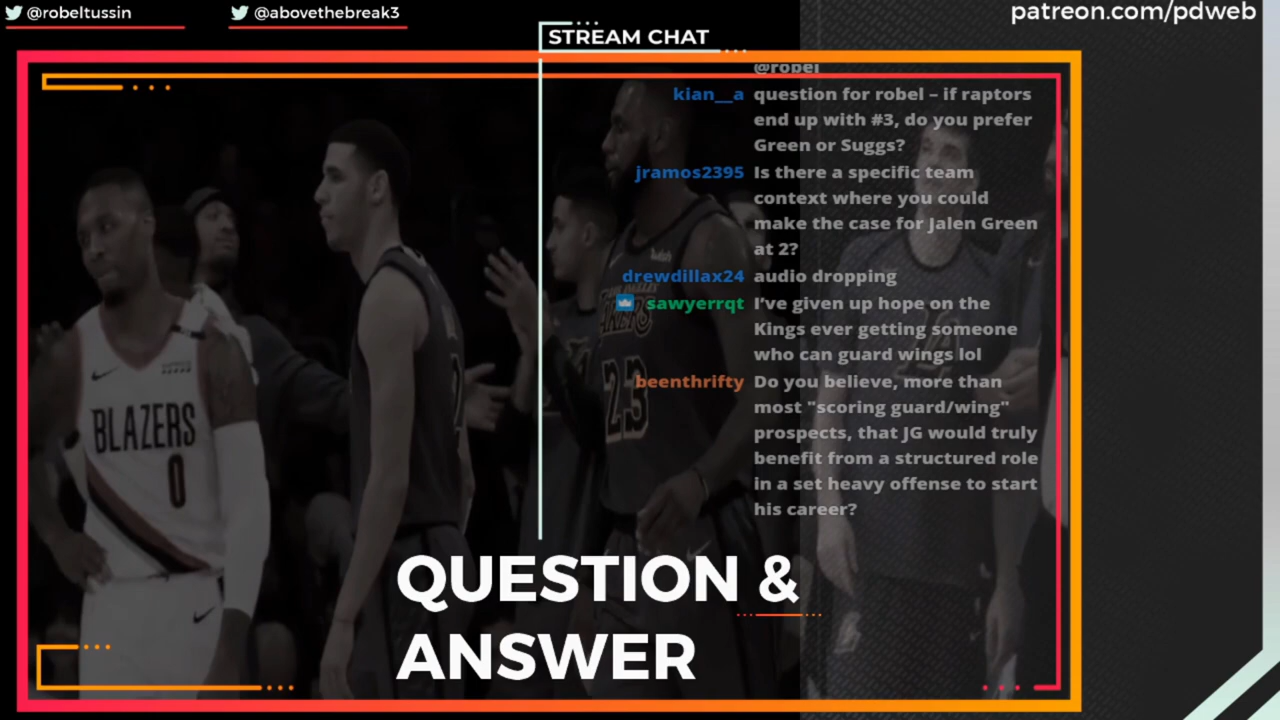 @robeltussin
@abovethebreak3
patreon.com/pdweb
STREAM CHAT
@robel
kian__a question for robel – if raptors
end up with #3, do you prefer
Green or Suggs?
jramos2395 Is there a specific team
context where you could
make the case for Jalen Green
at 2?
drewdillax24 audio dropping
sawyerrqt I've given up hope on the
Kings ever getting someone
who can guard wings lol
beenthrifty Do you believe, more than
most "scoring guard/wing"
prospects, that JG would truly
benefit from a structured role
in a set heavy offense to start
his career?
BLAZERS
0
LAKERS
23
QUESTION &
ANSWER